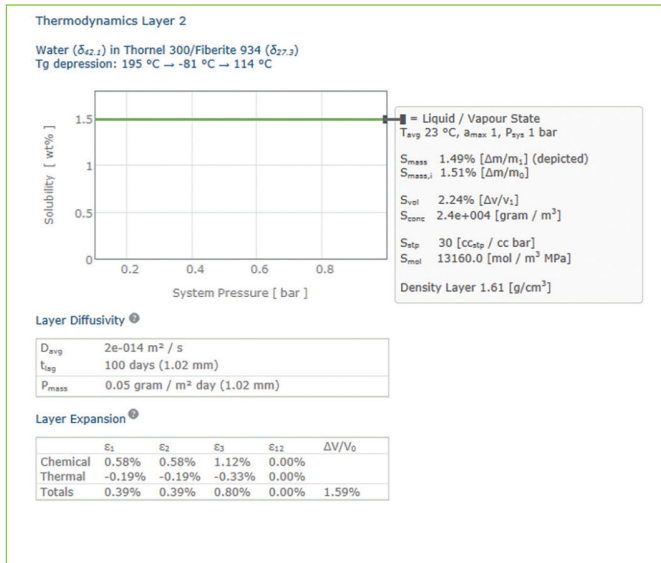 Thermodynamics Layer 2
Water (δ42.1) in Thornel 300/Fiberite 934 (δ27.3)
Tg depression: 195 °C → -81 °C → 114 °C
Solubility [ wt% ]
1.5
1
0.5
0
0.2 0.4 0.6 0.8
System Pressure [ bar ]
= Liquid / Vapour State
Tavg 23 °C, amax 1, Psys 1 bar
Smass 1.49% [Δm/m1] (depicted)
Smass,i 1.51% [Δm/m0]
Svol 2.24% [Δv/v1]
Sconc 2.4e+004 [gram / m³]
Sstp 30 [ccstp / cc bar]
Smol 13160.0 [mol / m³ MPa]
Density Layer 1.61 [g/cm³]
Layer Diffusivity ?
Davg 2e-014 m² / s
tlag 100 days (1.02 mm)
Pmass 0.05 gram / m² day (1.02 mm)
Layer Expansion ?
ε1 ε2 ε3 ε12 ΔV/V0
Chemical 0.58% 0.58% 1.12% 0.00%
Thermal -0.19% -0.19% -0.33% 0.00%
Totals 0.39% 0.39% 0.80% 0.00% 1.59%